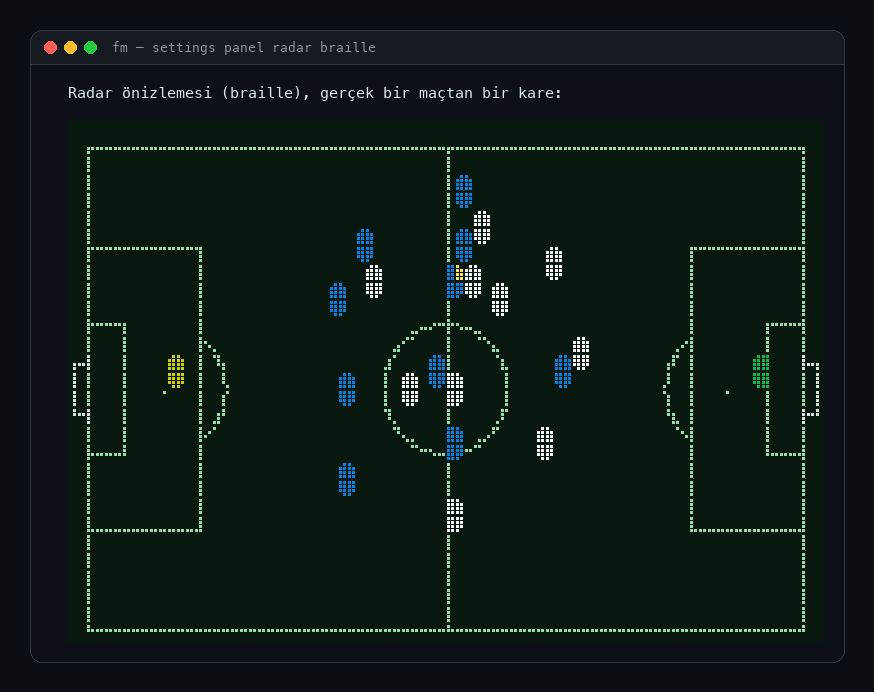 fm — settings panel radar braille
Radar önizlemesi (braille), gerçek bir maçtan bir kare: